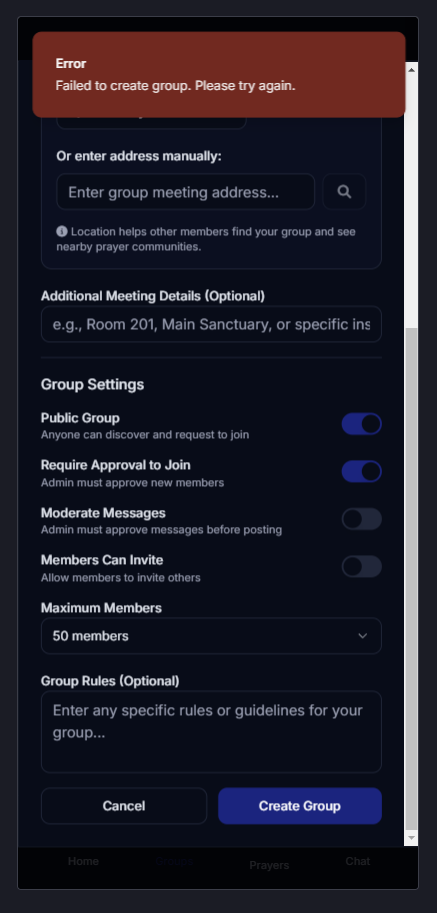 Error
Failed to create group. Please try again.
Or enter address manually:
Enter group meeting address...
Location helps other members find your group and see
nearby prayer communities.
Additional Meeting Details (Optional)
e.g., Room 201, Main Sanctuary, or specific ins
Group Settings
Public Group
Anyone can discover and request to join
Require Approval to Join
Admin must approve new members
Moderate Messages
Admin must approve messages before posting
Members Can Invite
Allow members to invite others
Maximum Members
50 members
Group Rules (Optional)
Enter any specific rules or guidelines for your
group...
Cancel
Create Group
Home
Prayers
Chat